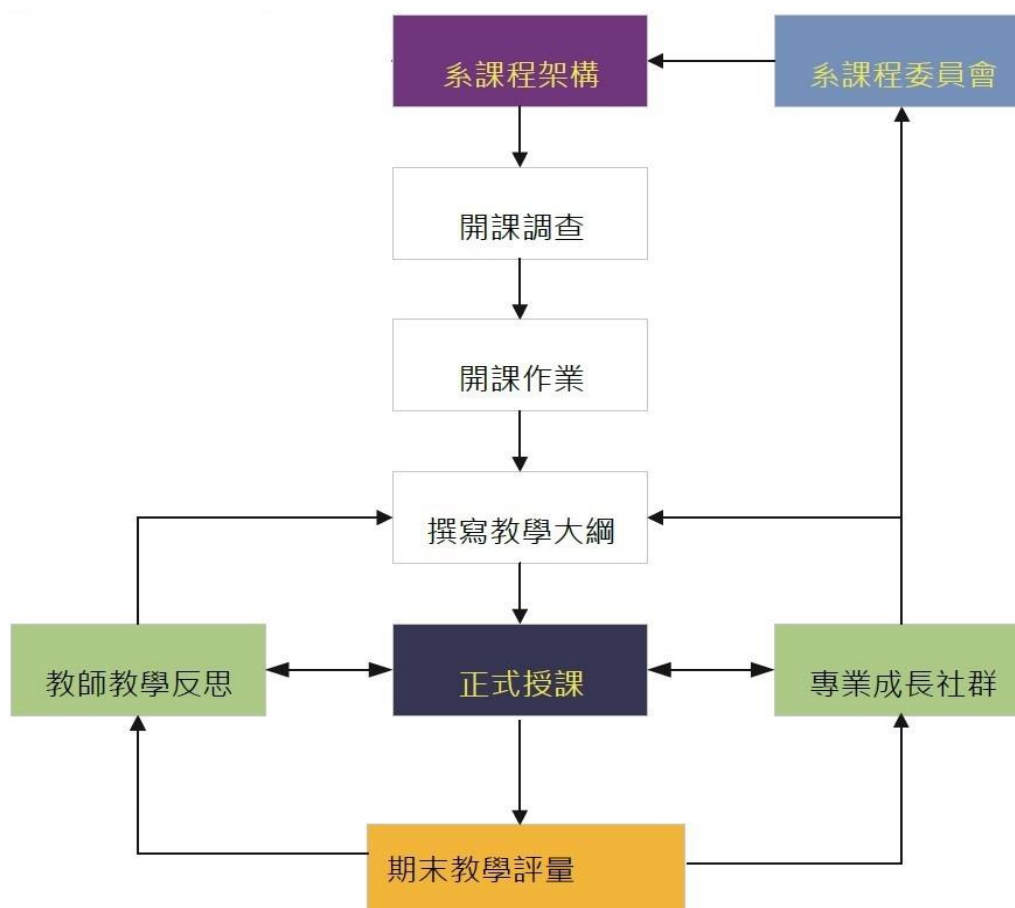 系課程架構
系課程委員會
開課調查
開課作業
撰寫教學大綱
教師教學反思
正式授課
專業成長社群
期末教學評量